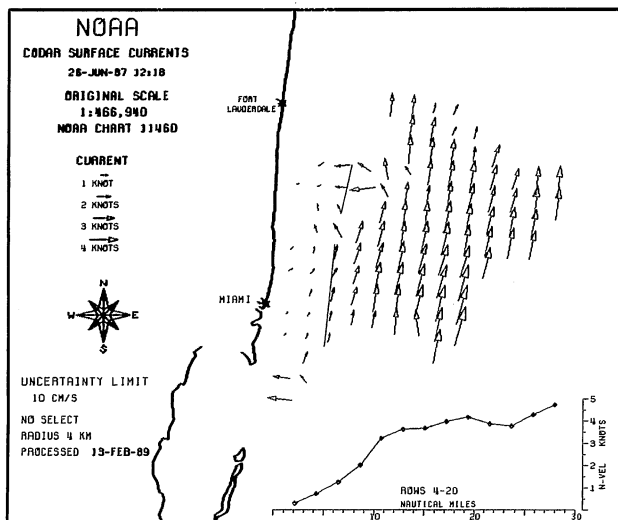 NOAA
CODAR SURFACE CURRENTS
26-JUN-87 12:18
ORIGINAL SCALE
1:466,940
NOAA CHART 11460
CURRENT
1 KNOT
2 KNOTS
3 KNOTS
4 KNOTS
N
W E
S
UNCERTAINTY LIMIT
10 CM/S
NO SELECT
RADIUS 4 KM
PROCESSED 13-FEB-89
FORT
LAUDERDALE
MIAMI
5
4
3
2
1
N-VEL KNOTS
ROWS 4-20
NAUTICAL MILES
10 20 30